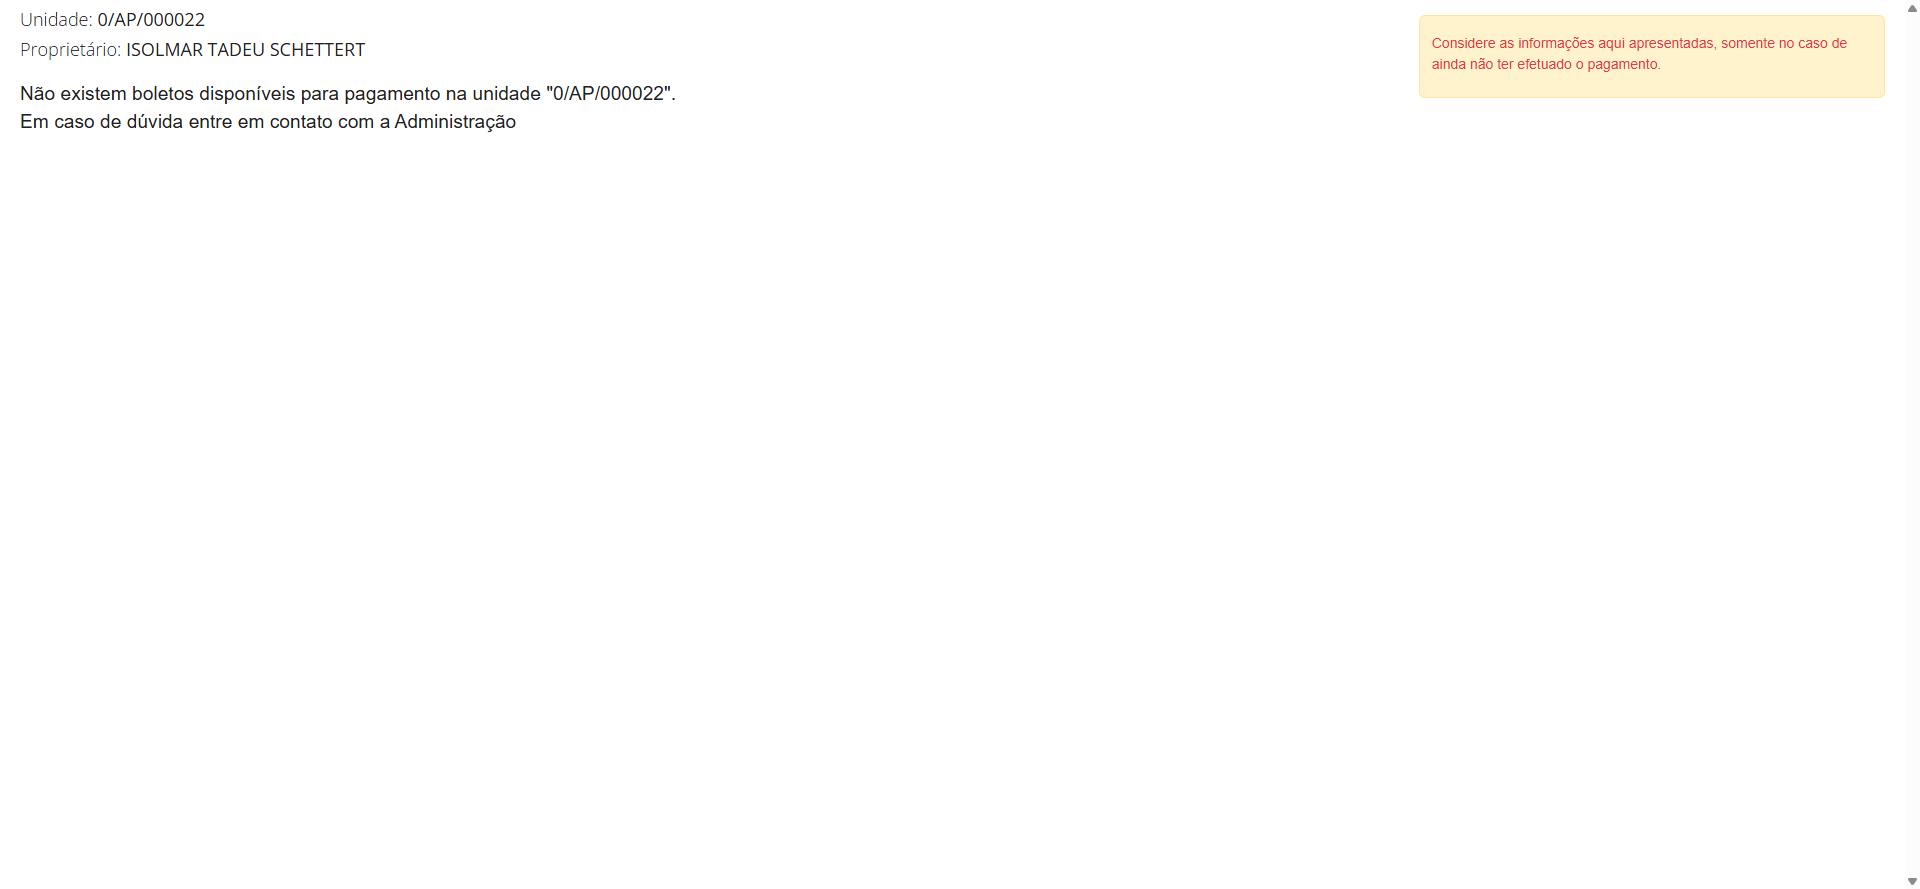 Unidade: 0/AP/000022
Proprietário: ISOLMAR TADEU SCHETTERT
Não existem boletos disponíveis para pagamento na unidade "0/AP/000022".
Em caso de dúvida entre em contato com a Administração
Considere as informações aqui apresentadas, somente no caso de
ainda não ter efetuado o pagamento.